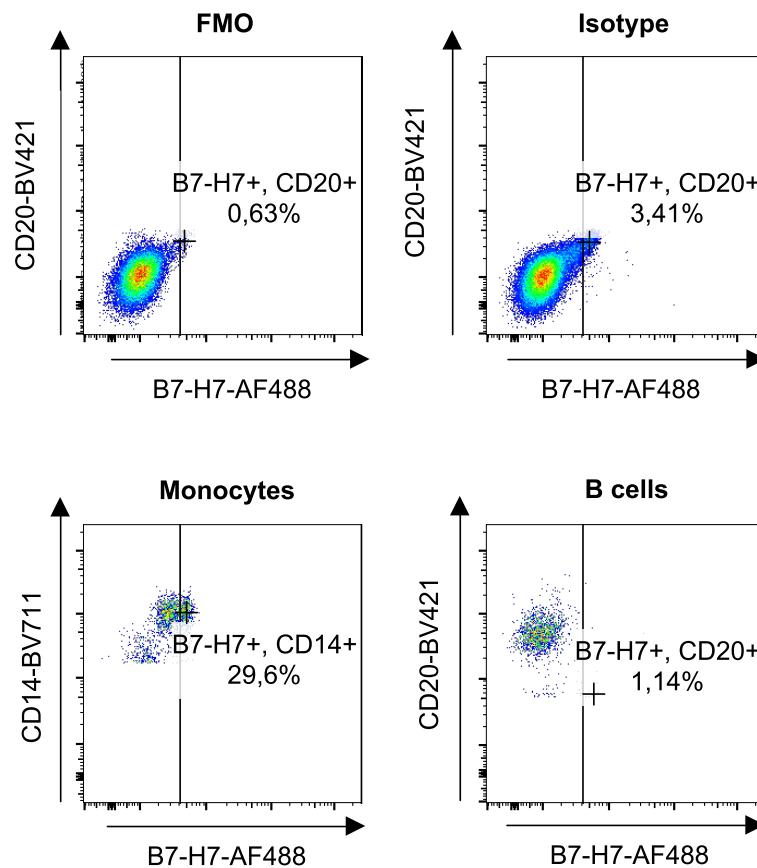 FMO
CD20-BV421
B7-H7+, CD20+
0,63%
B7-H7-AF488
Isotype
CD20-BV421
B7-H7+, CD20+
3,41%
B7-H7-AF488
Monocytes
CD14-BV711
B7-H7+, CD14+
29,6%
B7-H7-AF488
B cells
CD20-BV421
B7-H7+, CD20+
1,14%
B7-H7-AF488